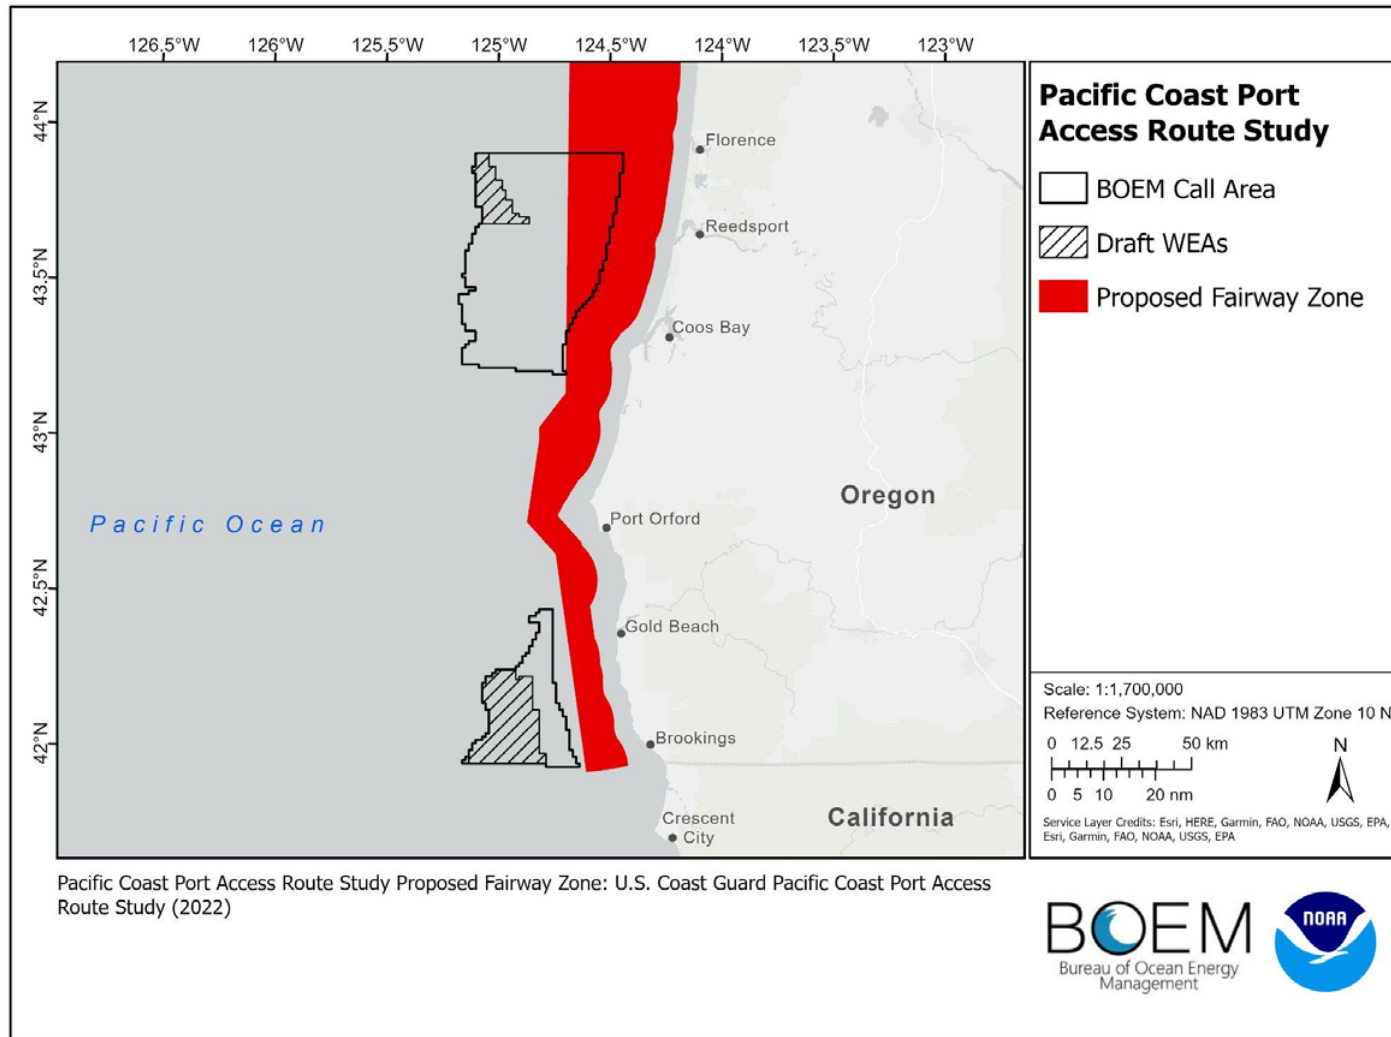 126.5°W 126°W 125.5°W 125°W 124.5°W 124°W 123.5°W 123°W
44°N
43.5°N
43°N
42.5°N
42°N
Florence
Reedsport
Coos Bay
Oregon
Pacific Ocean
Port Orford
Gold Beach
Brookings
Crescent
City
California
Pacific Coast Port
Access Route Study
BOEM Call Area
Draft WEAs
Proposed Fairway Zone
Scale: 1:1,700,000
Reference System: NAD 1983 UTM Zone 10 N
0 12.5 25 50 km
N
0 5 10 20 nm
Service Layer Credits: Esri, HERE, Garmin, FAO, NOAA, USGS, EPA,
Esri, Garmin, FAO, NOAA, USGS, EPA
Pacific Coast Port Access Route Study Proposed Fairway Zone: U.S. Coast Guard Pacific Coast Port Access
Route Study (2022)
BOEM
Bureau of Ocean Energy
Management
NOAA